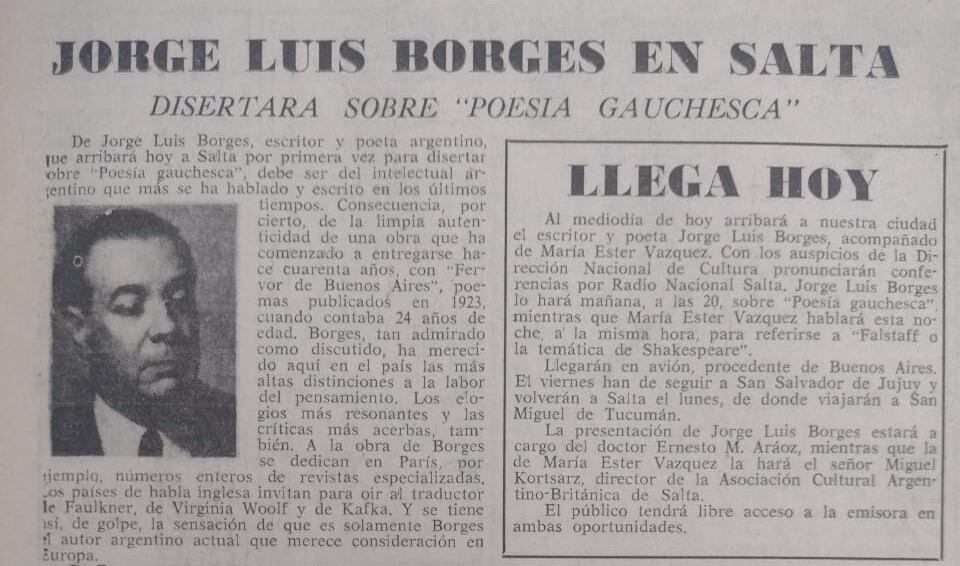 JORGE LUIS BORGES EN SALTA
DISERTARA SOBRE "POESIA GAUCHESCA"
De Jorge Luis Borges, escritor y poeta argentino,
que arribará hoy a Salta por primera vez para disertar
obre "Poesía gauchesca", debe ser del intelectual ar-
gentino que más se ha hablado y escrito en los últimos
tiempos. Consecuencia, por
cierto, de la limpia auten-
ticidad de una obra que ha
comenzado a entregarse ha-
ce cuarenta años, con "Fer-
vor de Buenos Aires", poe-
mas publicados en 1923,
cuando contaba 24 años de
edad. Borges, tan admirado
como discutido, ha mereci-
do aquí en el país las más
altas distinciones a la labor
del pensamiento. Los elo-
gios más resonantes y las
críticas más acerbas, tam-
bién. A la obra de Borges
se dedican en París, por
ejemplo, números enteros de revistas especializadas.
Los países de habla inglesa invitan para oir al traductor
de Faulkner, de Virginia Woolf y de Kafka. Y se tiene
así, de golpe, la sensación de que es solamente Borges
el autor argentino actual que merece consideración en
Europa.
LLEGA HOY
Al mediodía de hoy arribará a nuestra ciudad
el escritor y poeta Jorge Luis Borges, acompañado
de María Ester Vazquez. Con los auspicios de la Di-
rección Nacional de Cultura pronunciarán confe-
rencias por Radio Nacional Salta. Jorge Luis Borges
lo hará mañana, a las 20, sobre "Poesía gauchesca",
mientras que María Ester Vazquez hablará esta no-
che, a la misma hora, para referirse a "Falstaff o
la temática de Shakespeare".
Llegarán en avión, procedente de Buenos Aires.
El viernes han de seguir a San Salvador de Jujuy y
volverán a Salta el lunes, de donde viajarán a San
Miguel de Tucumán.
La presentación de Jorge Luis Borges estará a
cargo del doctor Ernesto M. Aráoz, mientras que la
de María Ester Vazquez la hará el señor Miguel
Kortsarz, director de la Asociación Cultural Argen-
tino-Británica de Salta.
El público tendrá libre acceso a la emisora en
ambas oportunidades.